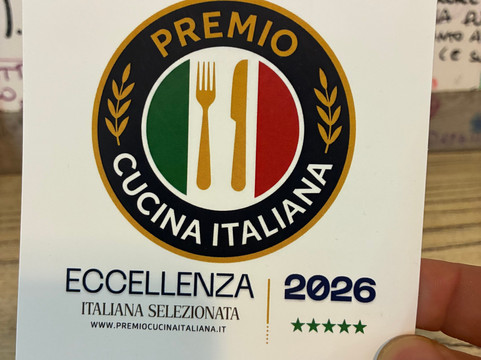 PREMIO
CUCINA ITALIANA
ECCELLENZA
ITALIANA SELEZIONATA
WWW.PREMIOCUCINAITALIANA.IT
2026